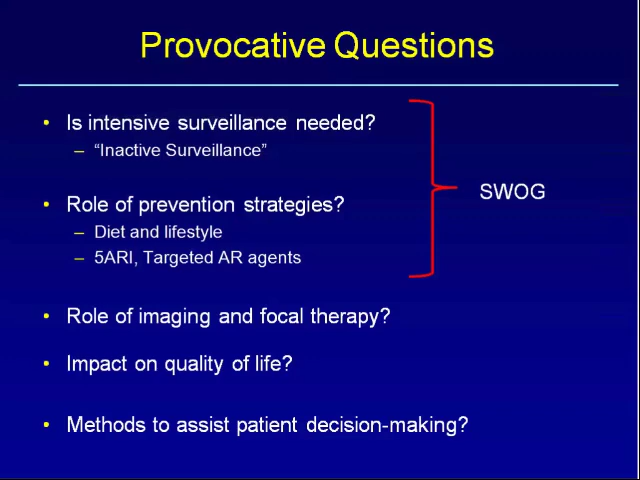 Provocative Questions
• Is intensive surveillance needed?
– “Inactive Surveillance”
• Role of prevention strategies?
– Diet and lifestyle
– 5ARI, Targeted AR agents
SWOG
• Role of imaging and focal therapy?
• Impact on quality of life?
• Methods to assist patient decision-making?